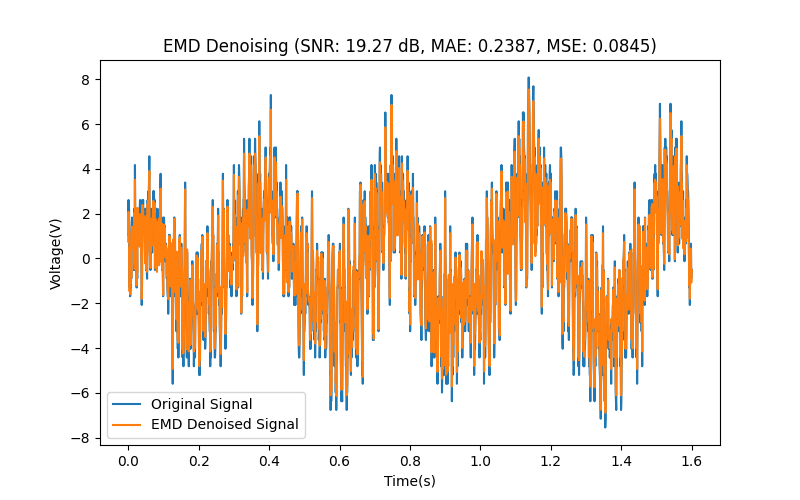 EMD Denoising (SNR: 19.27 dB, MAE: 0.2387, MSE: 0.0845)
8
6
4
2
0
−2
−4
−6
−8
Voltage(V)
Original Signal
EMD Denoised Signal
0.0 0.2 0.4 0.6 0.8 1.0 1.2 1.4 1.6
Time(s)